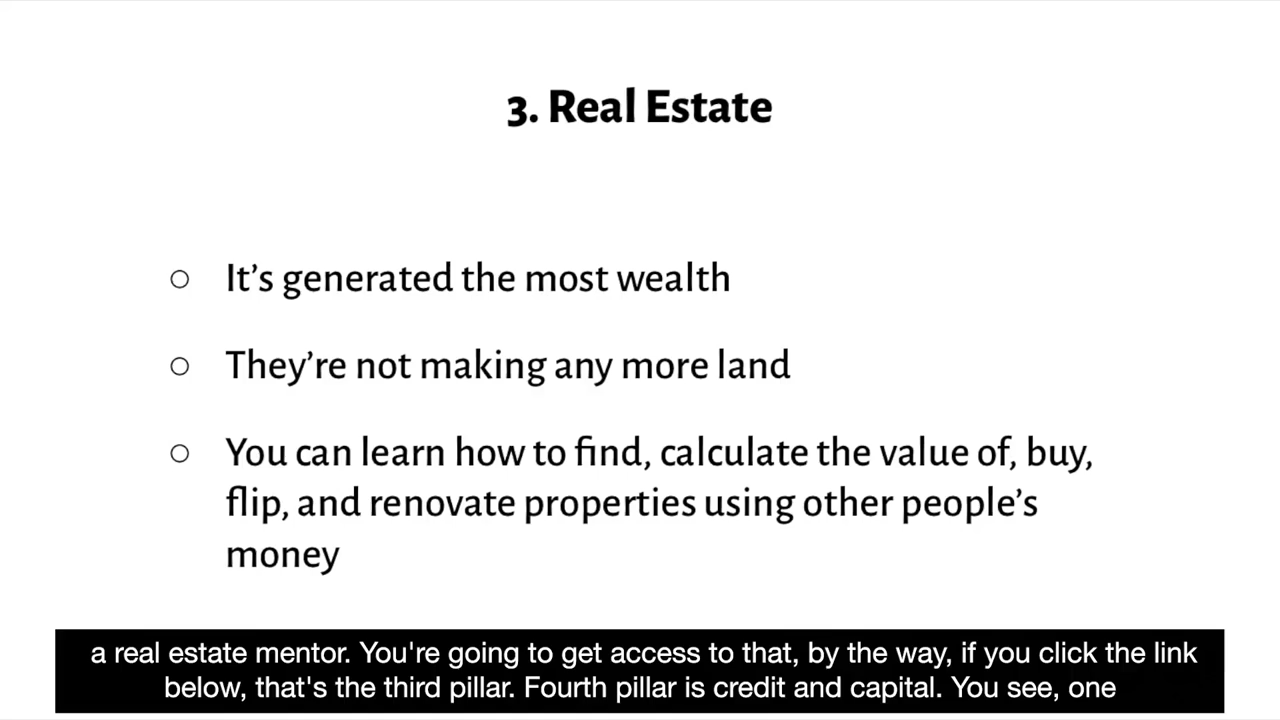 3. Real Estate
○ It’s generated the most wealth
○ They’re not making any more land
○ You can learn how to find, calculate the value of, buy,
flip, and renovate properties using other people’s
money
a real estate mentor. You're going to get access to that, by the way, if you click the link
below, that's the third pillar. Fourth pillar is credit and capital. You see, one